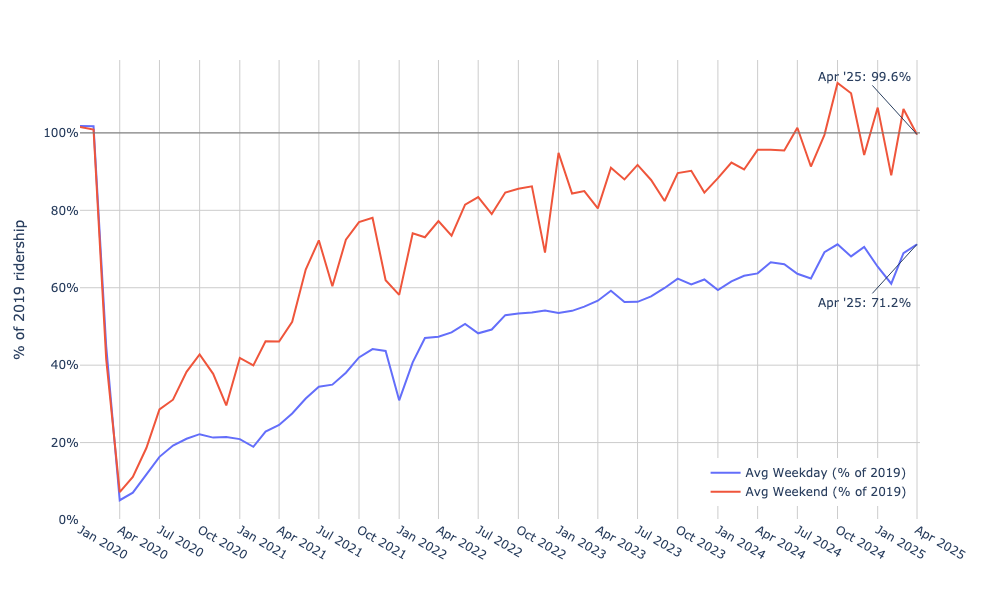 Apr '25: 99.6%
100%
80%
60%
40%
20%
0%
% of 2019 ridership
Apr '25: 71.2%
Avg Weekday (% of 2019)
Avg Weekend (% of 2019)
Jan 2020
Apr 2020
Jul 2020
Oct 2020
Jan 2021
Apr 2021
Jul 2021
Oct 2021
Jan 2022
Apr 2022
Jul 2022
Oct 2022
Jan 2023
Apr 2023
Jul 2023
Oct 2023
Jan 2024
Apr 2024
Jul 2024
Oct 2024
Jan 2025
Apr 2025